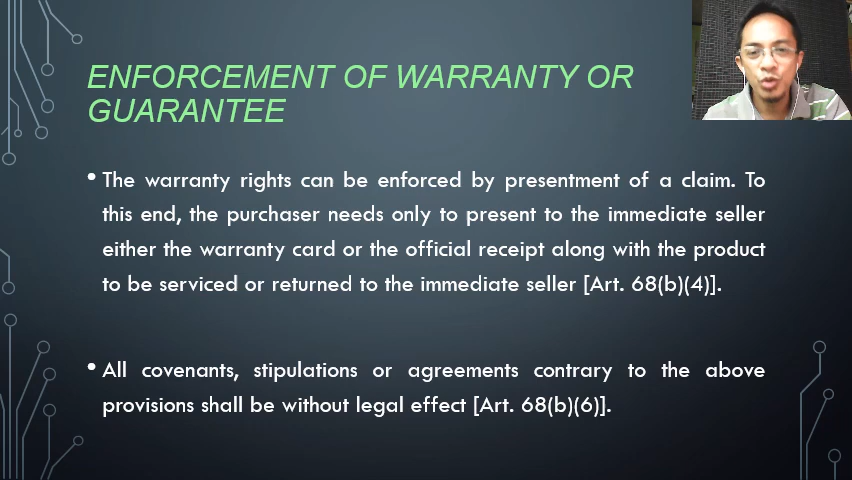 ENFORCEMENT OF WARRANTY OR
GUARANTEE
• The warranty rights can be enforced by presentment of a claim. To
this end, the purchaser needs only to present to the immediate seller
either the warranty card or the official receipt along with the product
to be serviced or returned to the immediate seller [Art. 68(b)(4)].
• All covenants, stipulations or agreements contrary to the above
provisions shall be without legal effect [Art. 68(b)(6)].